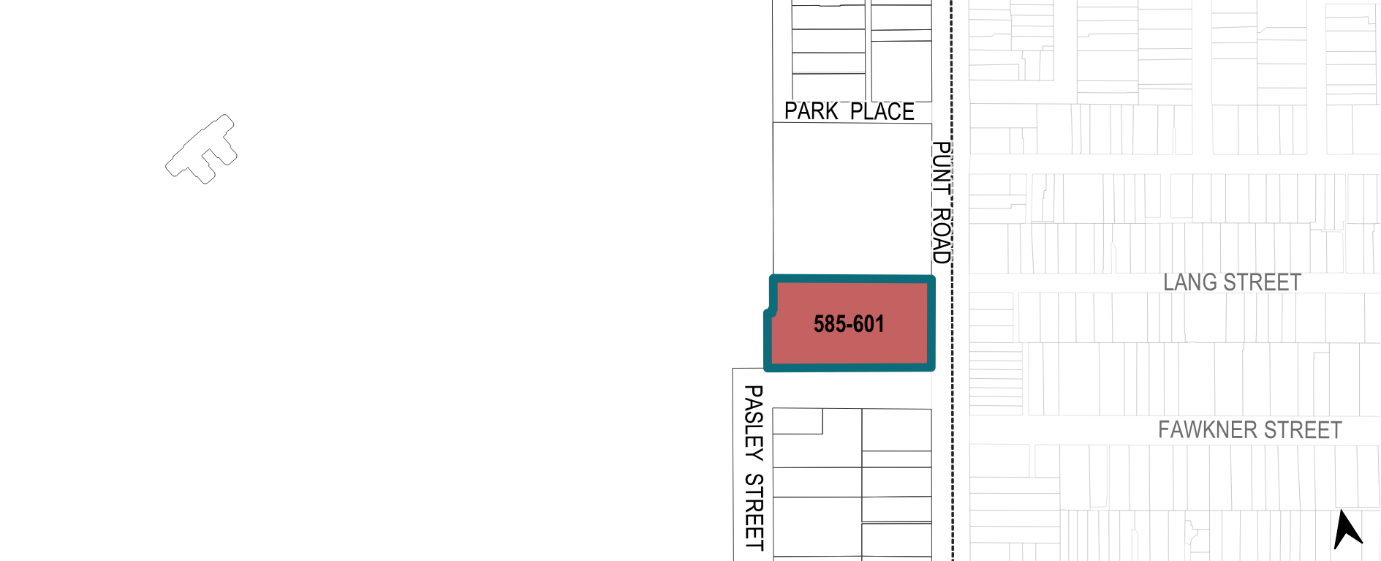 PARK PLACE
PUNT ROAD
LANG STREET
585-601
PASLEY STREET
FAWKNER STREET